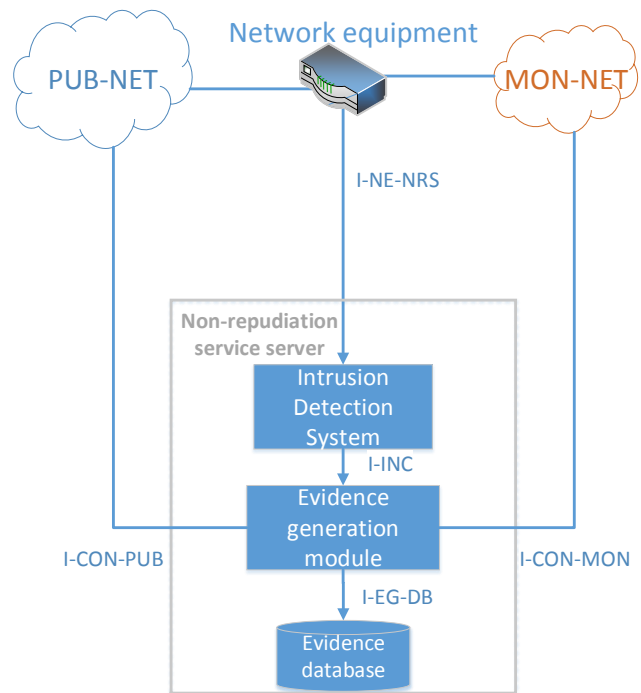 Network equipment
PUB-NET
MON-NET
I-NE-NRS
Non-repudiation
service server
Intrusion
Detection
System
I-INC
Evidence
generation
module
I-CON-PUB
I-CON-MON
I-EG-DB
Evidence
database